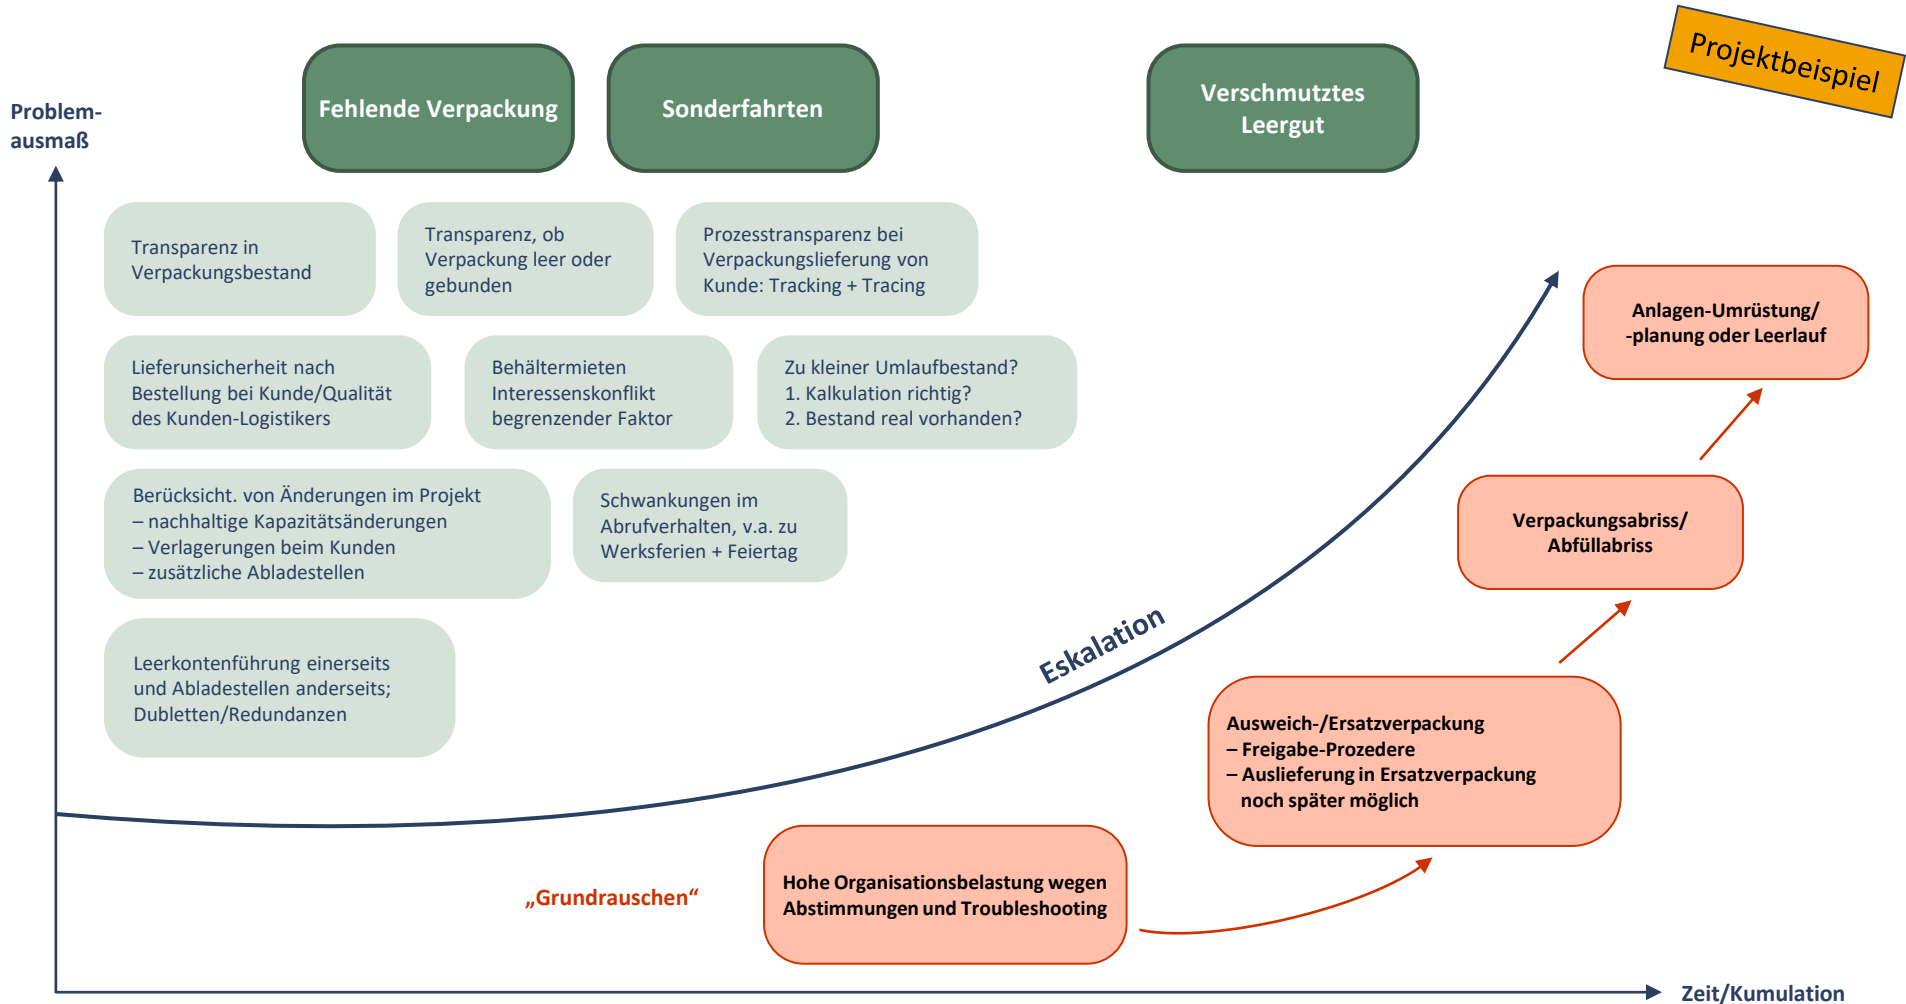 Projektbeispiel
Fehlende Verpackung
Sonderfahrten
Verschmutztes
Leergut
Problem-
ausmaß
Transparenz in
Verpackungsbestand
Transparenz, ob
Verpackung leer oder
gebunden
Prozesstransparenz bei
Verpackungslieferung von
Kunde: Tracking + Tracing
Lieferunsicherheit nach
Bestellung bei Kunde/Qualität
des Kunden-Logistikers
Behältermieten
Interessenskonflikt
begrenzender Faktor
Zu kleiner Umlaufbestand?
1. Kalkulation richtig?
2. Bestand real vorhanden?
Berücksicht. von Änderungen im Projekt
– nachhaltige Kapazitätsänderungen
– Verlagerungen beim Kunden
– zusätzliche Abladestellen
Schwankungen im
Abrufverhalten, v.a. zu
Werksferien + Feiertag
Leerkontenführung einerseits
und Abladestellen anderseits;
Dubletten/Redundanzen
Eskalation
Anlagen-Umrüstung/
-planung oder Leerlauf
Verpackungsabriss/
Abfüllabriss
Ausweich-/Ersatzverpackung
– Freigabe-Prozedere
– Auslieferung in Ersatzverpackung
noch später möglich
„Grundrauschen“
Hohe Organisationsbelastung wegen
Abstimmungen und Troubleshooting
Zeit/Kumulation